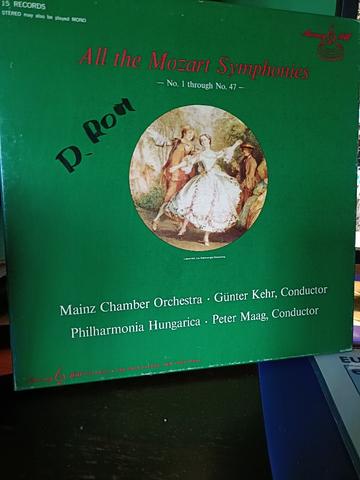 15 RECORDS
STEREO may also be played MONO
All the Mozart Symphonies
— No. 1 through No. 47 —
D. Ron
Mainz Chamber Orchestra · Günter Kehr, Conductor
Philharmonia Hungarica · Peter Maag, Conductor